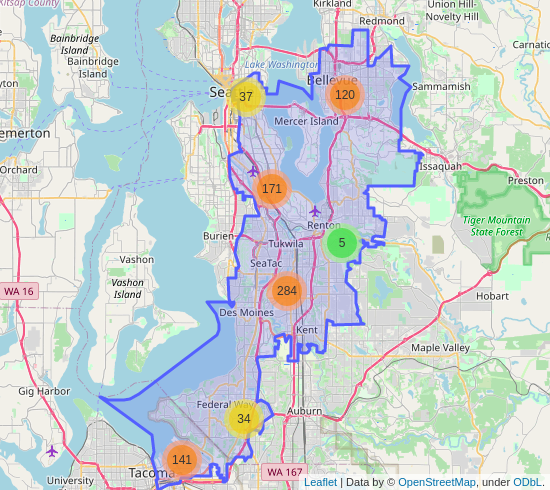 Kitsap County
Kirkland
Union Hill-
Novelty Hill
Redmond
Bainbridge
Island
Bainbridge
Island
Carnatio
Lake Washington
Bellevue
Sammamish
Sea
37
120
emerton
Mercer Island
Issaquah
Orchard
Preston
171
Tiger Mountain
State Forest
Renton
Burien
Tukwila
5
Vashon
SeaTac
Vashon
Island
WA 16
284
Hobart
Des Moines
Kent
Maple Valley
Gig Harbor
Federal Way
34
Auburn
141
Tacoma
University
WA 167
Leaflet | Data by © OpenStreetMap, under ODbL.